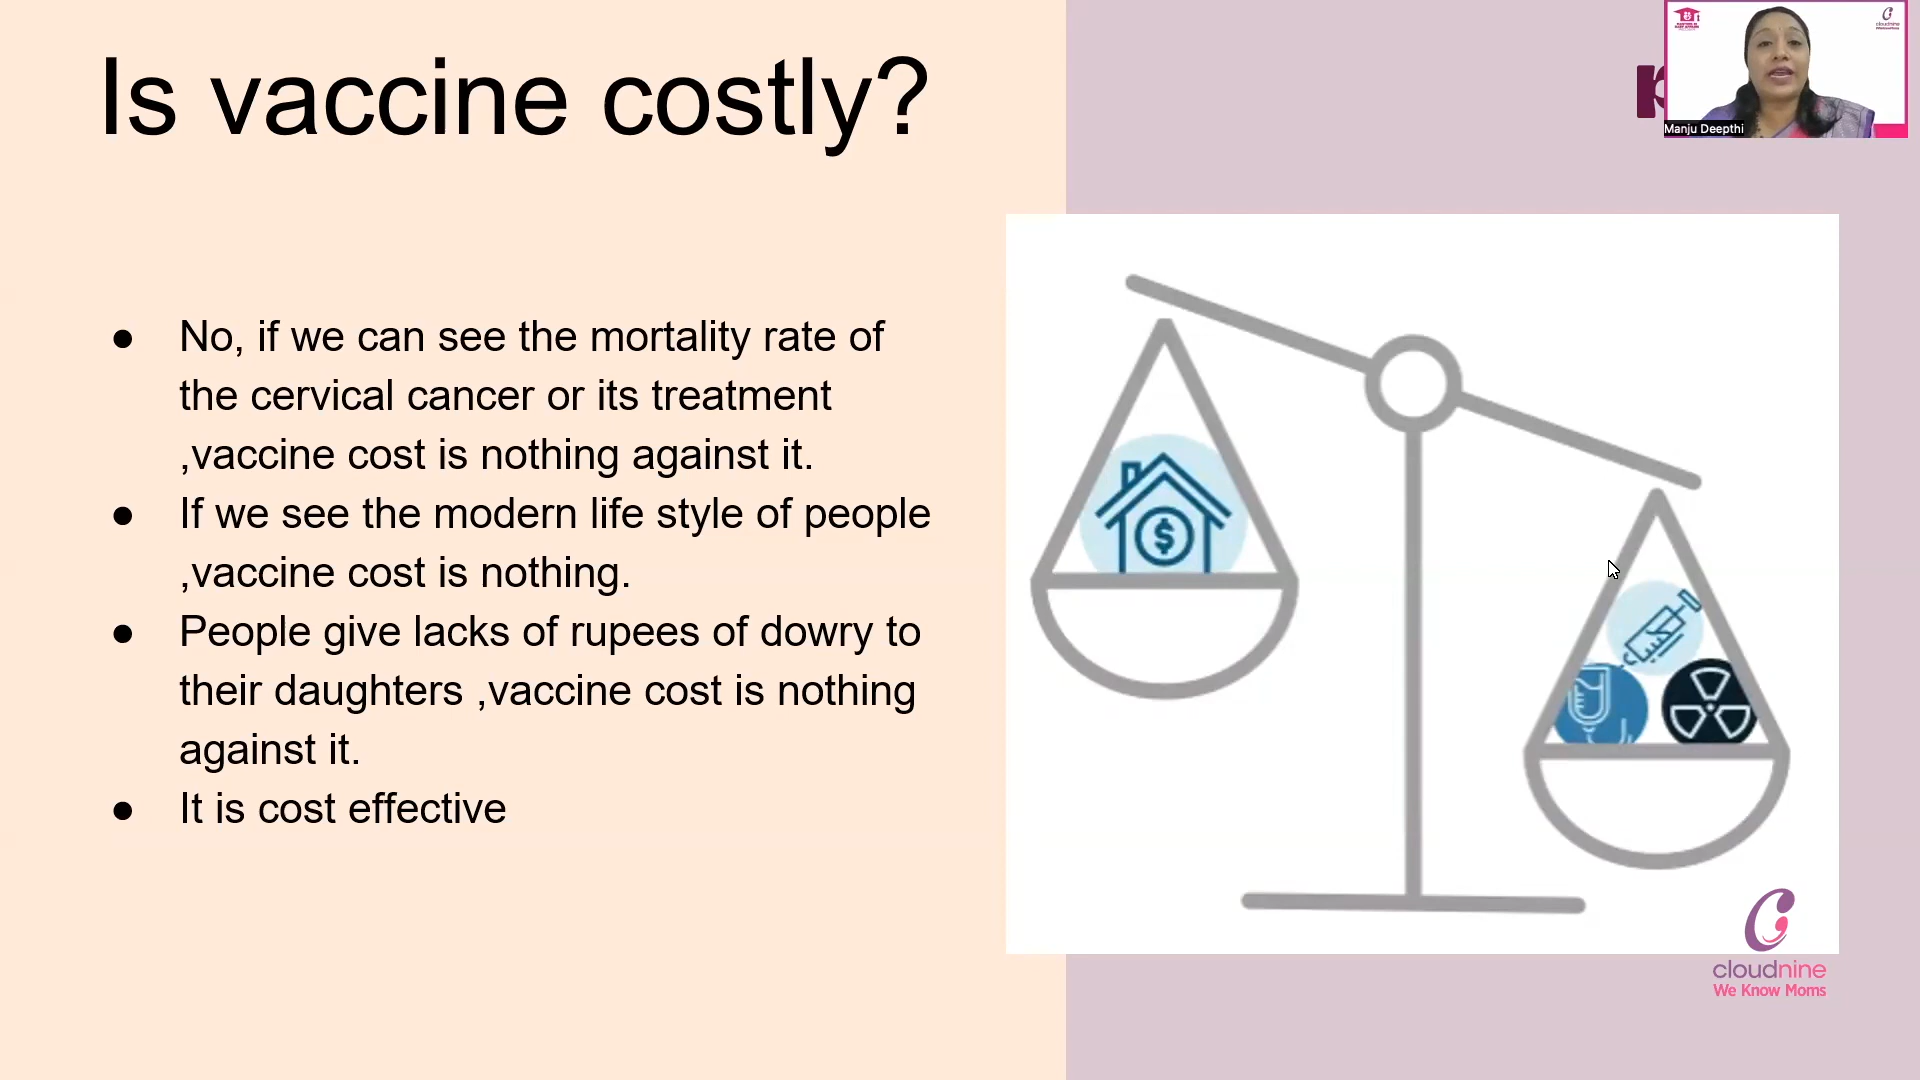 Is vaccine costly?
● No, if we can see the mortality rate of
the cervical cancer or its treatment
,vaccine cost is nothing against it.
● If we see the modern life style of people
,vaccine cost is nothing.
● People give lacks of rupees of dowry to
their daughters ,vaccine cost is nothing
against it.
● It is cost effective
Manju Deepthi
$
cloudnine
We Know Moms